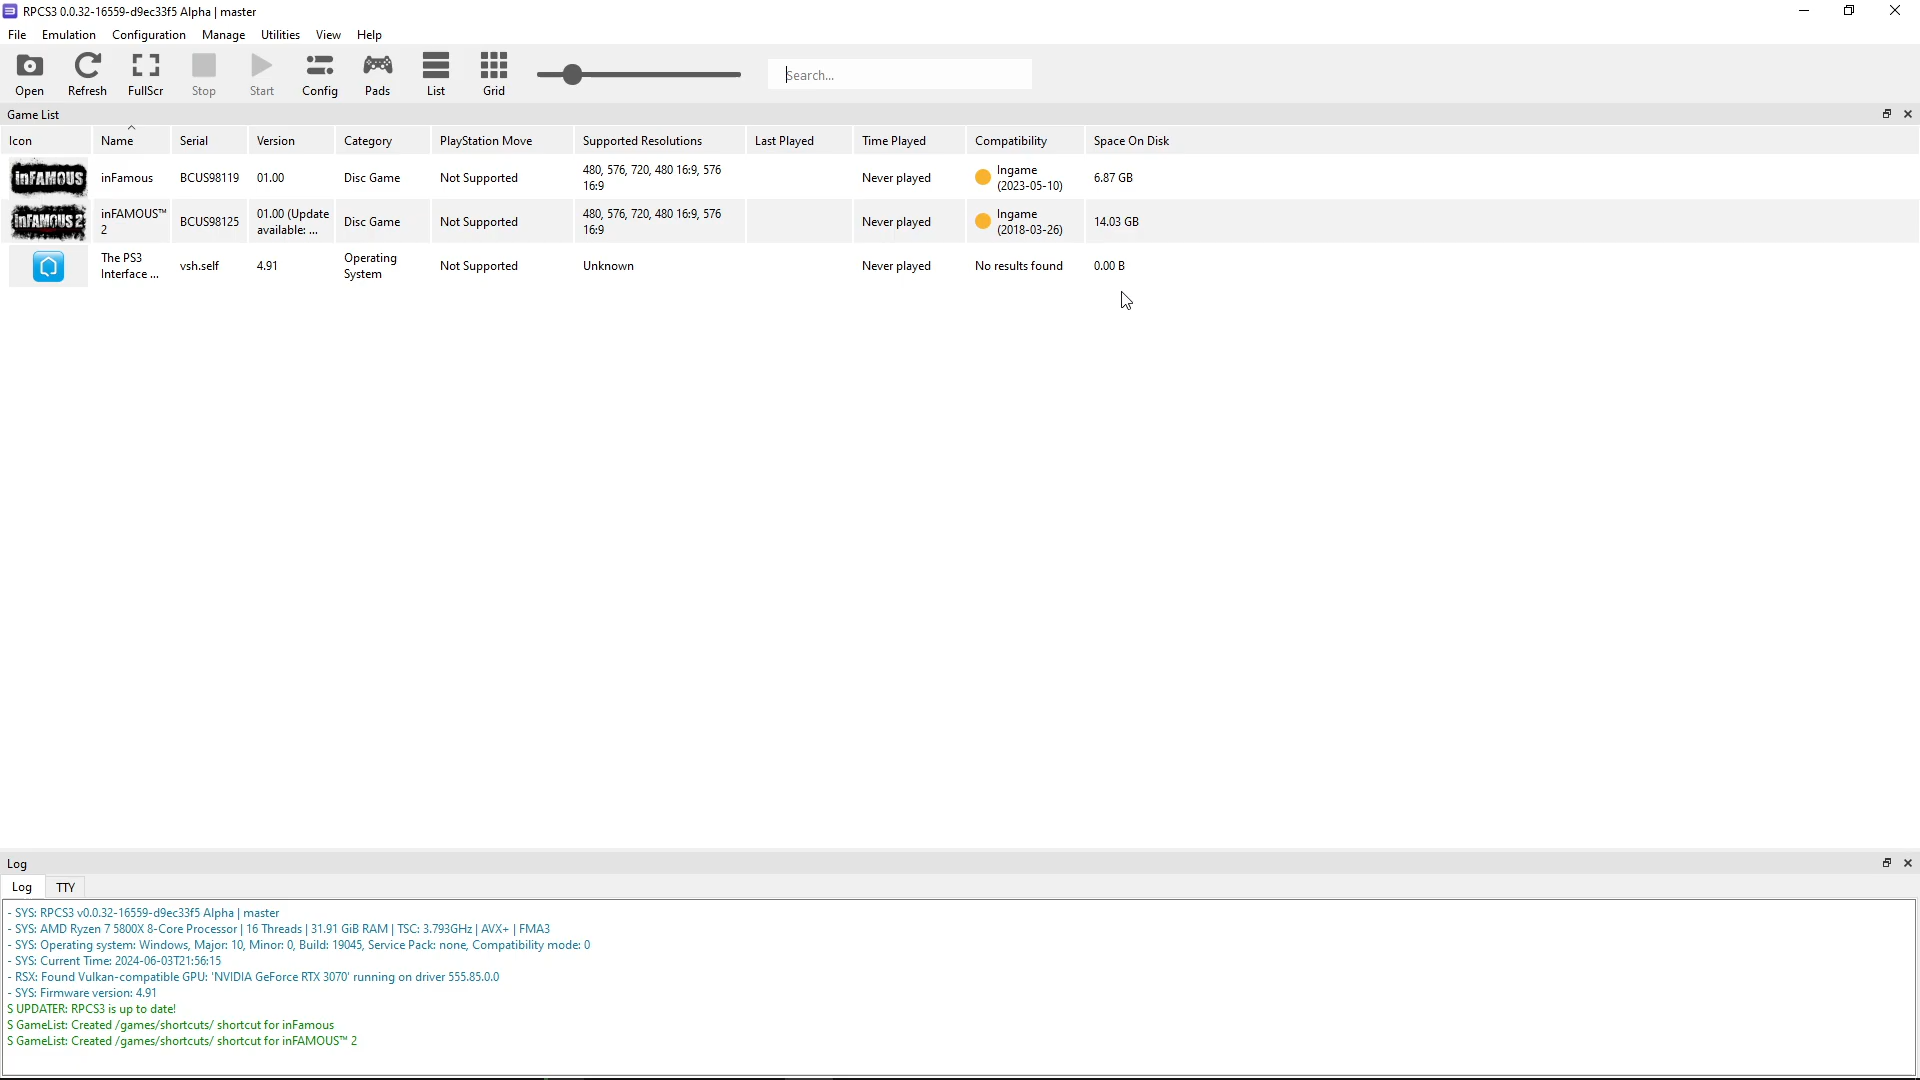 RPCS3 0.0.32-16559-d9ec33f5 Alpha | master
File Emulation Configuration Manage Utilities View Help
Open Refresh FullScr Stop Start Config Pads List Grid Search...
Game List
Icon Name Serial Version Category PlayStation Move Supported Resolutions Last Played Time Played Compatibility Space On Disk
inFAMOUS inFamous BCUS98119 01.00 Disc Game Not Supported 480, 576, 720, 480 16:9, 576 16:9 Never played Ingame (2023-05-10) 6.87 GB
inFAMOUS 2 inFAMOUS™ 2 BCUS98125 01.00 (Update available: ... Disc Game Not Supported 480, 576, 720, 480 16:9, 576 16:9 Never played Ingame (2018-03-26) 14.03 GB
The PS3 Interface ... vsh.self 4.91 Operating System Not Supported Unknown Never played No results found 0.00 B
Log
Log TTY
- SYS: RPCS3 v0.0.32-16559-d9ec33f5 Alpha | master
- SYS: AMD Ryzen 7 5800X 8-Core Processor | 16 Threads | 31.91 GiB RAM | TSC: 3.793GHz | AVX+ | FMA3
- SYS: Operating system: Windows, Major: 10, Minor: 0, Build: 19045, Service Pack: none, Compatibility mode: 0
- SYS: Current Time: 2024-06-03T21:56:15
- RSX: Found Vulkan-compatible GPU: 'NVIDIA GeForce RTX 3070' running on driver 555.85.0.0
- SYS: Firmware version: 4.91
S UPDATER: RPCS3 is up to date!
S GameList: Created /games/shortcuts/ shortcut for inFamous
S GameList: Created /games/shortcuts/ shortcut for inFAMOUS™ 2